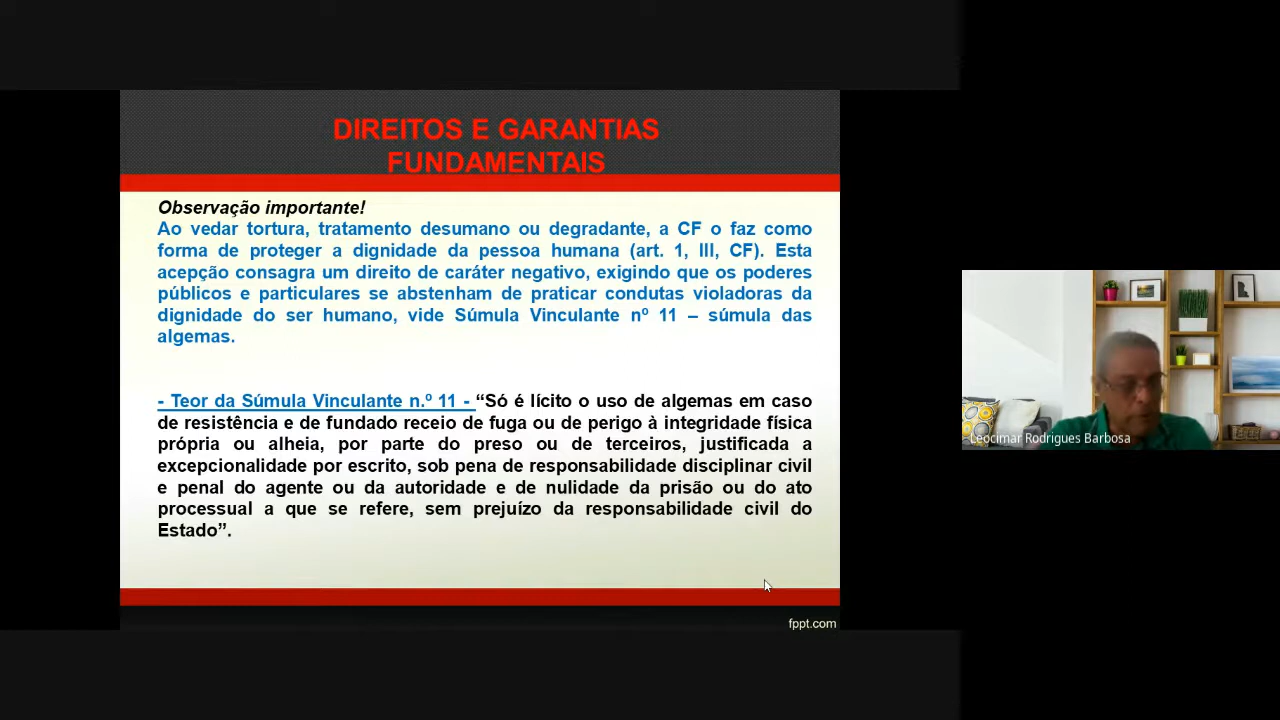 DIREITOS E GARANTIAS
FUNDAMENTAIS
Observação importante!
Ao vedar tortura, tratamento desumano ou degradante, a CF o faz como
forma de proteger a dignidade da pessoa humana (art. 1, III, CF). Esta
acepção consagra um direito de caráter negativo, exigindo que os poderes
públicos e particulares se abstenham de praticar condutas violadoras da
dignidade do ser humano, vide Súmula Vinculante nº 11 – súmula das
algemas.
- Teor da Súmula Vinculante n.º 11 - “Só é lícito o uso de algemas em caso
de resistência e de fundado receio de fuga ou de perigo à integridade física
própria ou alheia, por parte do preso ou de terceiros, justificada a
excepcionalidade por escrito, sob pena de responsabilidade disciplinar civil
e penal do agente ou da autoridade e de nulidade da prisão ou do ato
processual a que se refere, sem prejuízo da responsabilidade civil do
Estado”.
fppt.com
Leocimar Rodrigues Barbosa